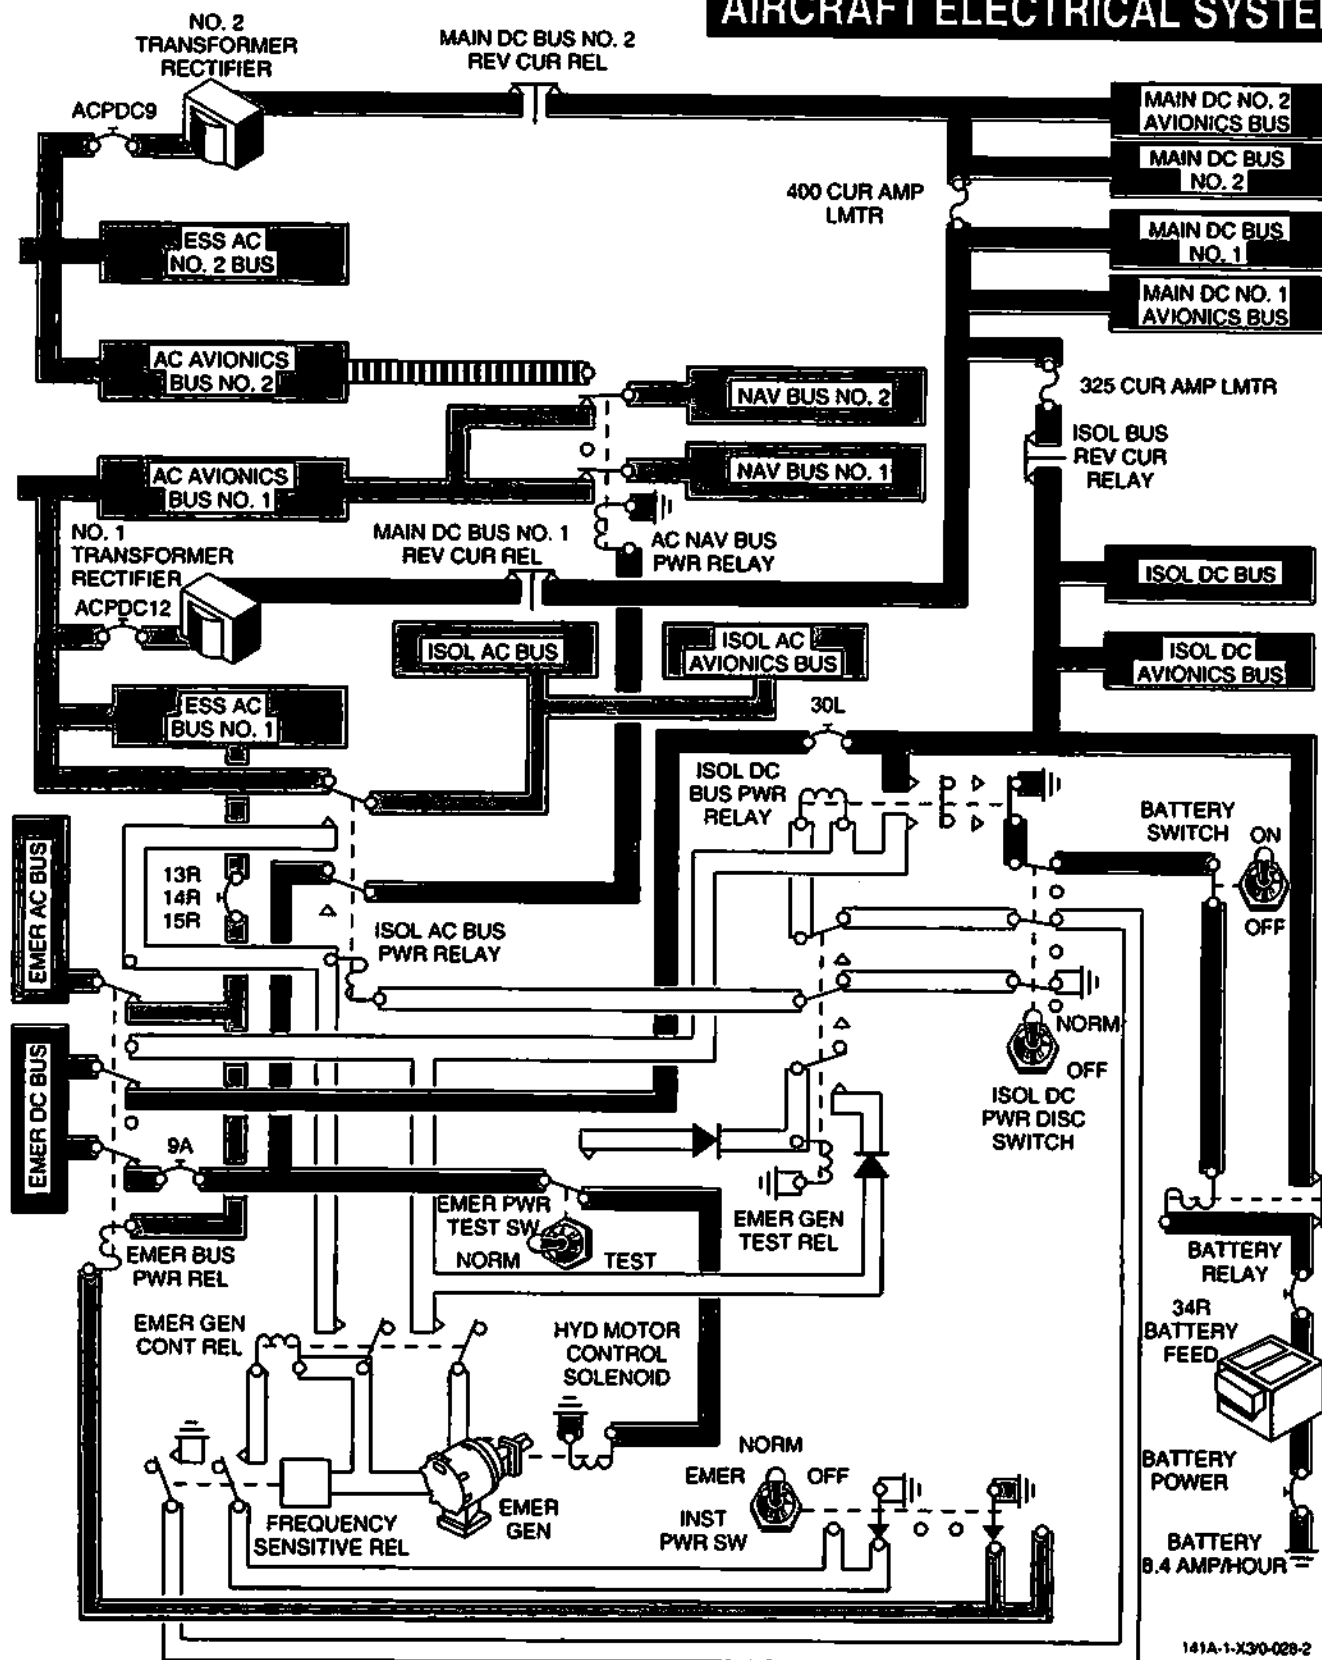 AIRCRAFT ELECTRICAL SYSTE
NO. 2
TRANSFORMER
RECTIFIER
MAIN DC BUS NO. 2
REV CUR REL
ACPDC9
MAIN DC NO. 2
AVIONICS BUS
MAIN DC BUS
NO. 2
400 CUR AMP
LMTR
MAIN DC BUS
NO. 1
MAIN DC NO. 1
AVIONICS BUS
ESS AC
NO. 2 BUS
AC AVIONICS
BUS NO. 2
NAV BUS NO. 2
325 CUR AMP LMTR
ISOL BUS
REV CUR
RELAY
AC AVIONICS
BUS NO. 1
NAV BUS NO. 1
NO. 1
TRANSFORMER
RECTIFIER
MAIN DC BUS NO. 1
REV CUR REL
AC NAV BUS
PWR RELAY
ACPDC12
ISOL DC BUS
ISOL AC BUS
ISOL AC
AVIONICS BUS
ISOL DC
AVIONICS BUS
ESS AC
BUS NO. 1
30L
ISOL DC
BUS PWR
RELAY
BATTERY
SWITCH
ON
OFF
EMER AC BUS
13R
14R
15R
ISOL AC BUS
PWR RELAY
NORM
OFF
ISOL DC
PWR DISC
SWITCH
EMER DC BUS
9A
EMER PWR
TEST SW
NORM
TEST
EMER GEN
TEST REL
EMER BUS
PWR REL
BATTERY
RELAY
EMER GEN
CONT REL
HYD MOTOR
CONTROL
SOLENOID
34R
BATTERY
FEED
NORM
EMER
OFF
INST
PWR SW
BATTERY
POWER
EMER
GEN
FREQUENCY
SENSITIVE REL
BATTERY
8.4 AMP/HOUR
141A-1-X3/0-028-2